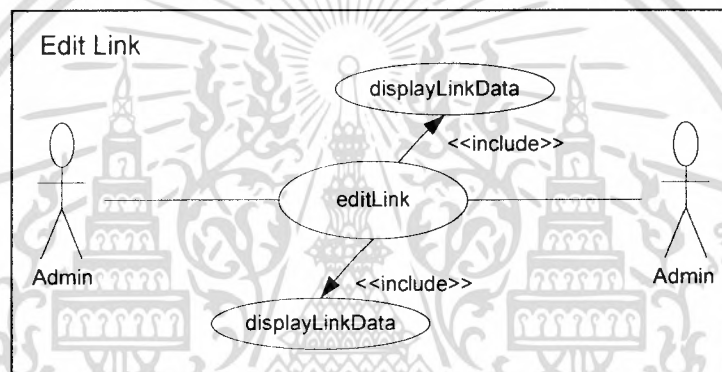 Edit Link
displayLinkData
<<include>>
editLink
Admin
Admin
<<include>>
displayLinkData